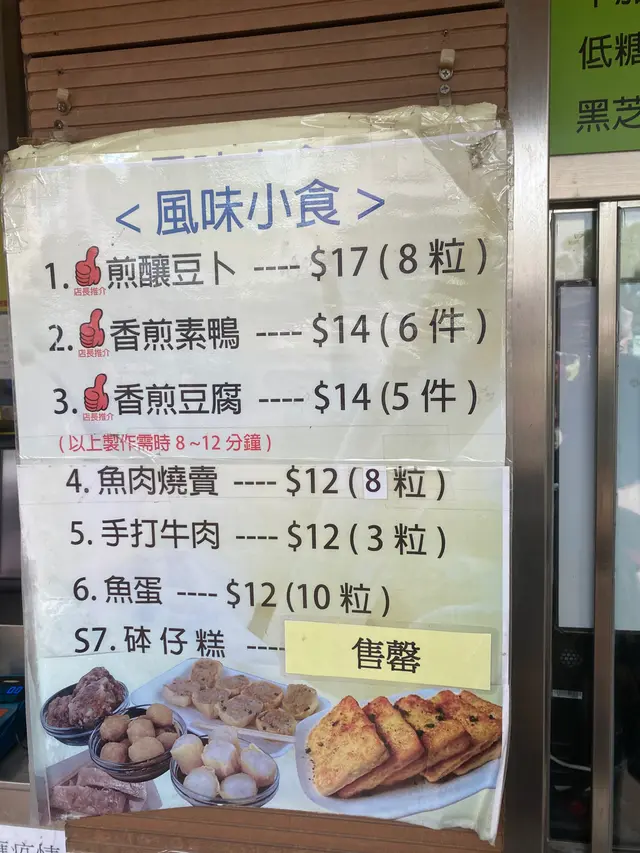 低糖
黑芝
< 風味小食 >
1. 店長推介 煎釀豆卜 ---- $17 ( 8 粒 )
2. 店長推介 香煎素鴨 ---- $14 ( 6 件 )
3. 店長推介 香煎豆腐 ---- $14 (5 件 )
( 以上製作需時 8 ~12 分鐘 )
4. 魚肉燒賣 ---- $12 ( 8 粒 )
5. 手打牛肉 ---- $12 ( 3 粒 )
6. 魚蛋 ---- $12 (10 粒 )
S7. 砵仔糕 ---- 售罄